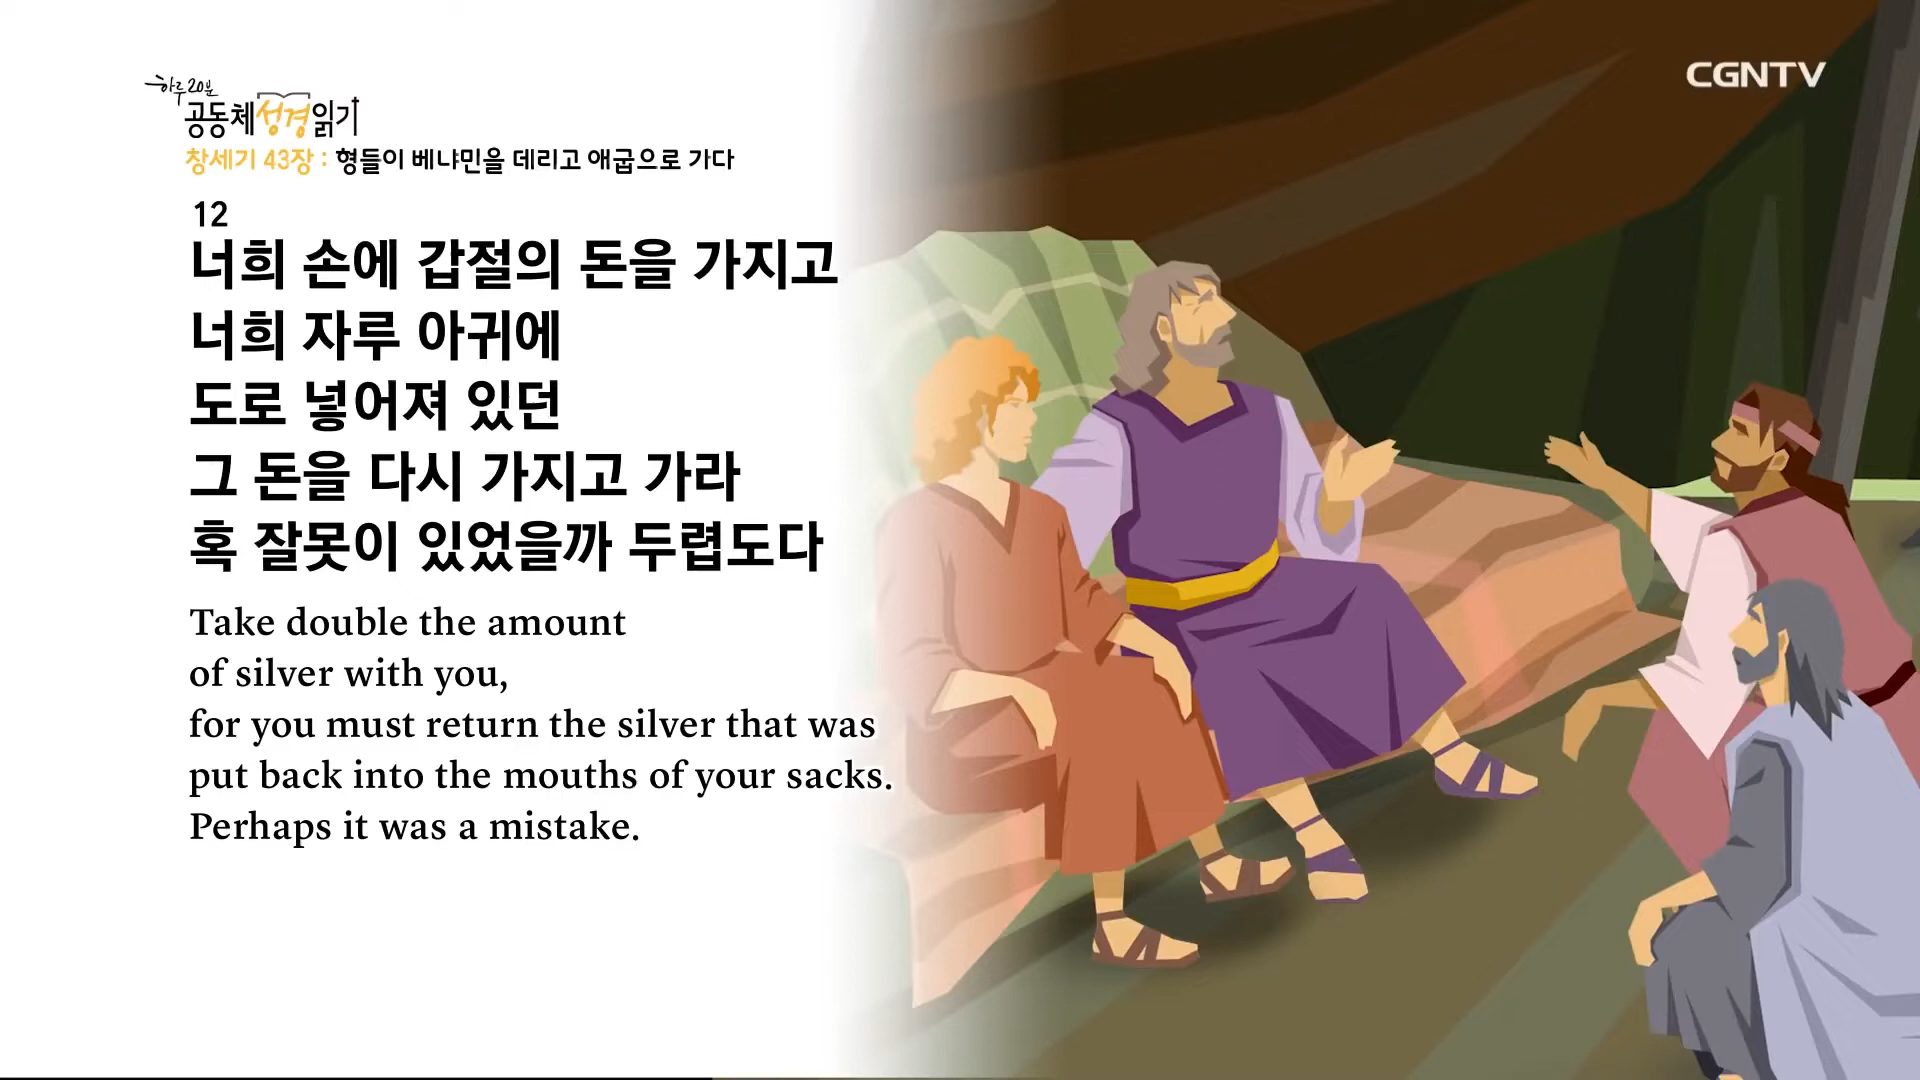 하루 20분
공동체성경읽기
CGNTV
창세기 43장 : 형들이 베냐민을 데리고 애굽으로 가다
12
너희 손에 갑절의 돈을 가지고
너희 자루 아귀에
도로 넣어져 있던
그 돈을 다시 가지고 가라
혹 잘못이 있었을까 두렵도다
Take double the amount
of silver with you,
for you must return the silver that was
put back into the mouths of your sacks.
Perhaps it was a mistake.